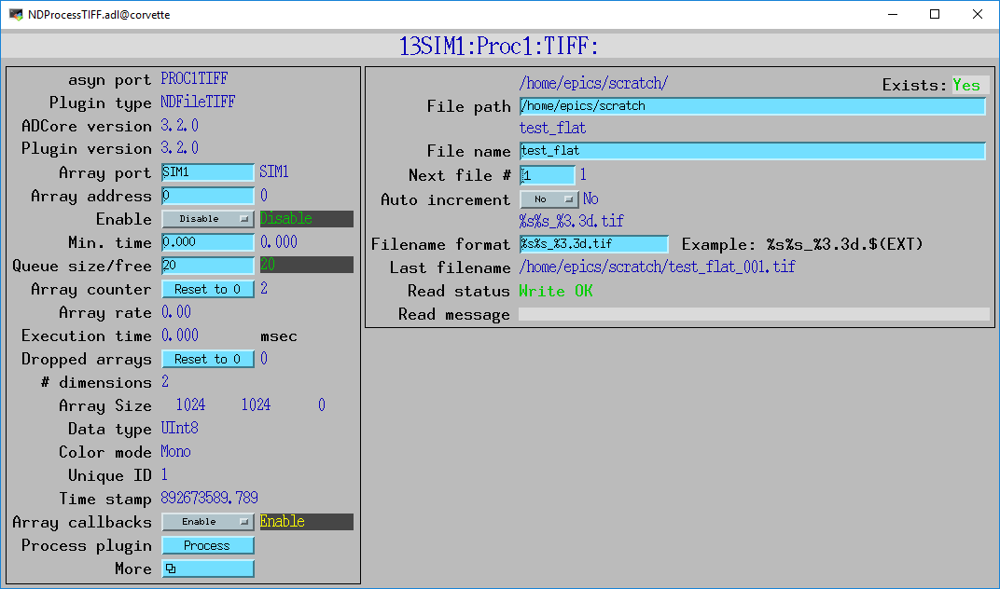 NDProcessTIFF.adl@corvette
13SIM1:Proc1:TIFF:
asyn port PROC1TIFF
Plugin type NDFileTIFF
ADCore version 3.2.0
Plugin version 3.2.0
Array port SIM1 SIM1
Array address 0 0
Enable Disable Disable
Min. time 0.000 0.000
Queue size/free 20 20
Array counter Reset to 0 2
Array rate 0.00
Execution time 0.000 msec
Dropped arrays Reset to 0 0
# dimensions 2
Array Size 1024 1024 0
Data type UInt8
Color mode Mono
Unique ID 1
Time stamp 892673589.789
Array callbacks Enable Enable
Process plugin Process
More
/home/epics/scratch/ Exists: Yes
File path /home/epics/scratch
test_flat
File name test_flat
Next file # 1 1
Auto increment No No
%s%s_%3.3d.tif
Filename format %s%s_%3.3d.tif Example: %s%s_%3.3d.$(EXT)
Last filename /home/epics/scratch/test_flat_001.tif
Read status Write OK
Read message